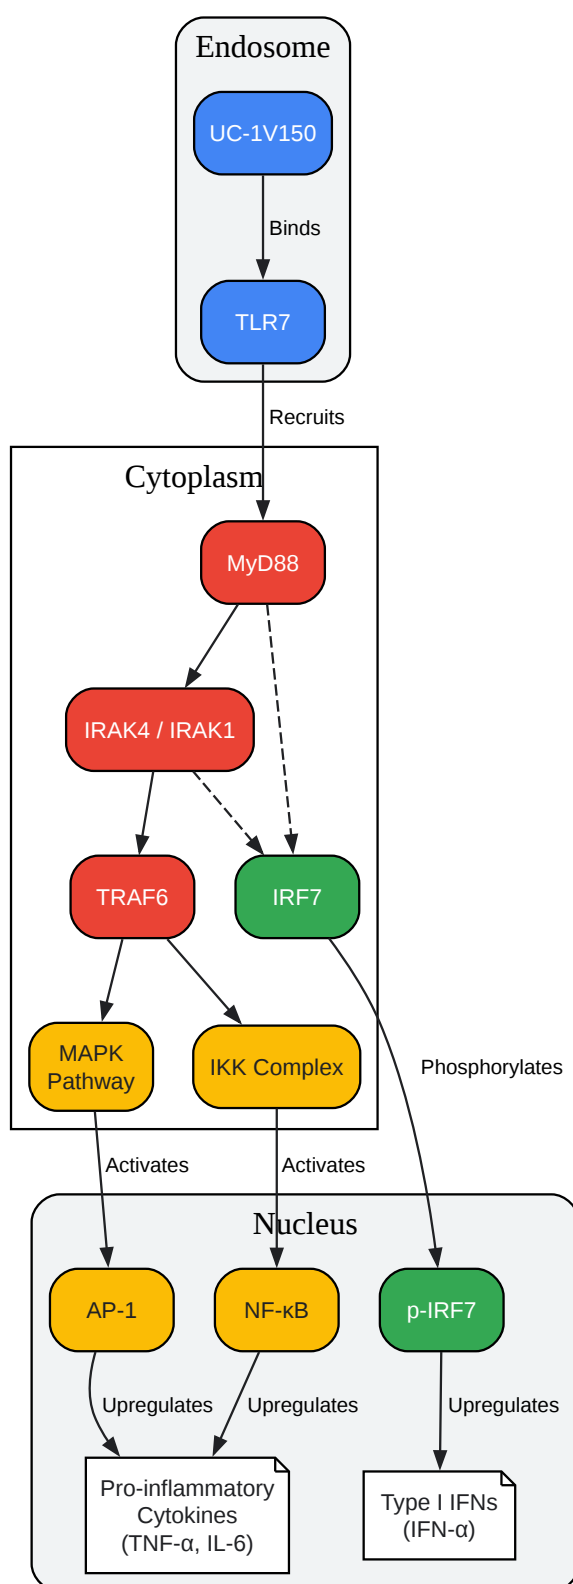 Endosome
UC-1V150
Binds
TLR7
Recruits
Cytoplasm
MyD88
IRAK4 / IRAK1
TRAF6
IRF7
MAPK
Pathway
IKK Complex
Phosphorylates
Activates
Activates
Nucleus
AP-1
NF-κB
p-IRF7
Upregulates
Upregulates
Upregulates
Pro-inflammatory
Cytokines
(TNF-α, IL-6)
Type I IFNs
(IFN-α)